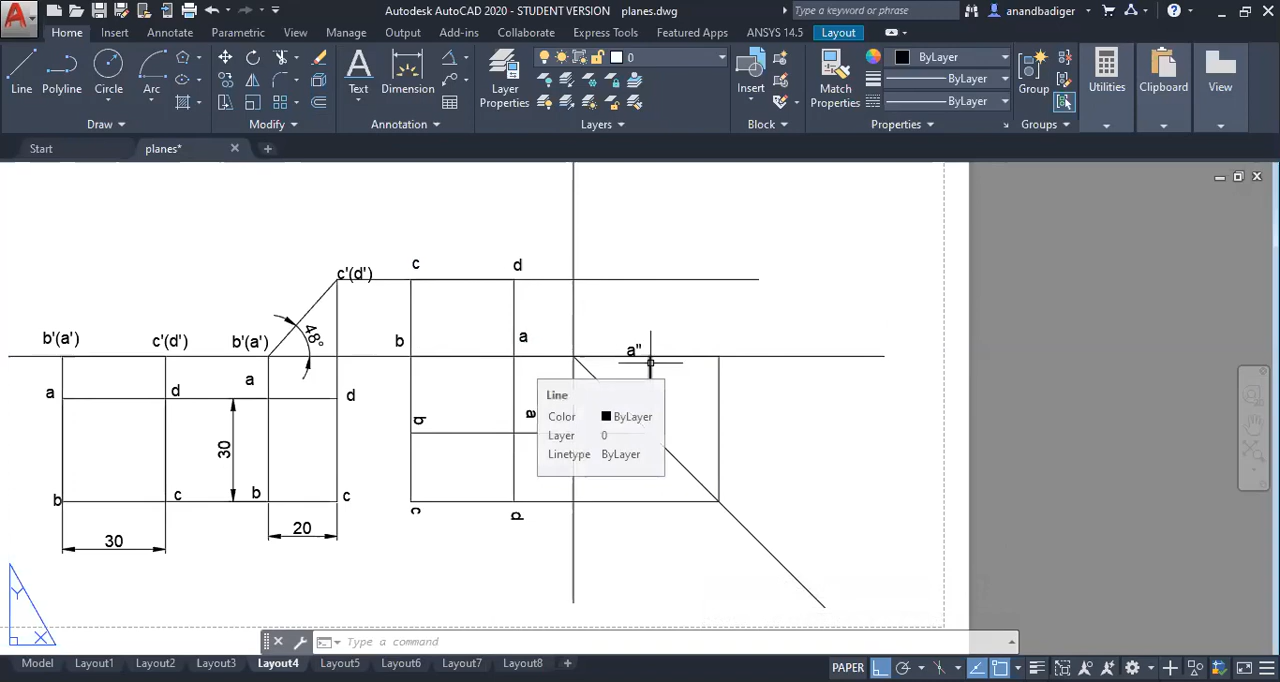 Autodesk AutoCAD 2020 - STUDENT VERSION planes.dwg
Type a keyword or phrase
anandbadiger
Home Insert Annotate Parametric View Manage Output Add-ins Collaborate Express Tools Featured Apps ANSYS 14.5 Layout
Line
Polyline
Circle
Arc
Draw
Modify
Text
Dimension
Annotation
Layer
Properties
0
Layers
Insert
Block
Match
Properties
ByLayer
ByLayer
ByLayer
Properties
Group
Groups
Utilities
Clipboard
View
Start
planes*
c'(d')
c
d
48°
b'(a')
c'(d')
b'(a')
b
a
a"
a
d
a
d
b
a
30
b
c
b
c
c
d
30
20
Line
Color ByLayer
Layer 0
Linetype ByLayer
Y
X
Type a command
Model Layout1 Layout2 Layout3 Layout4 Layout5 Layout6 Layout7 Layout8
PAPER